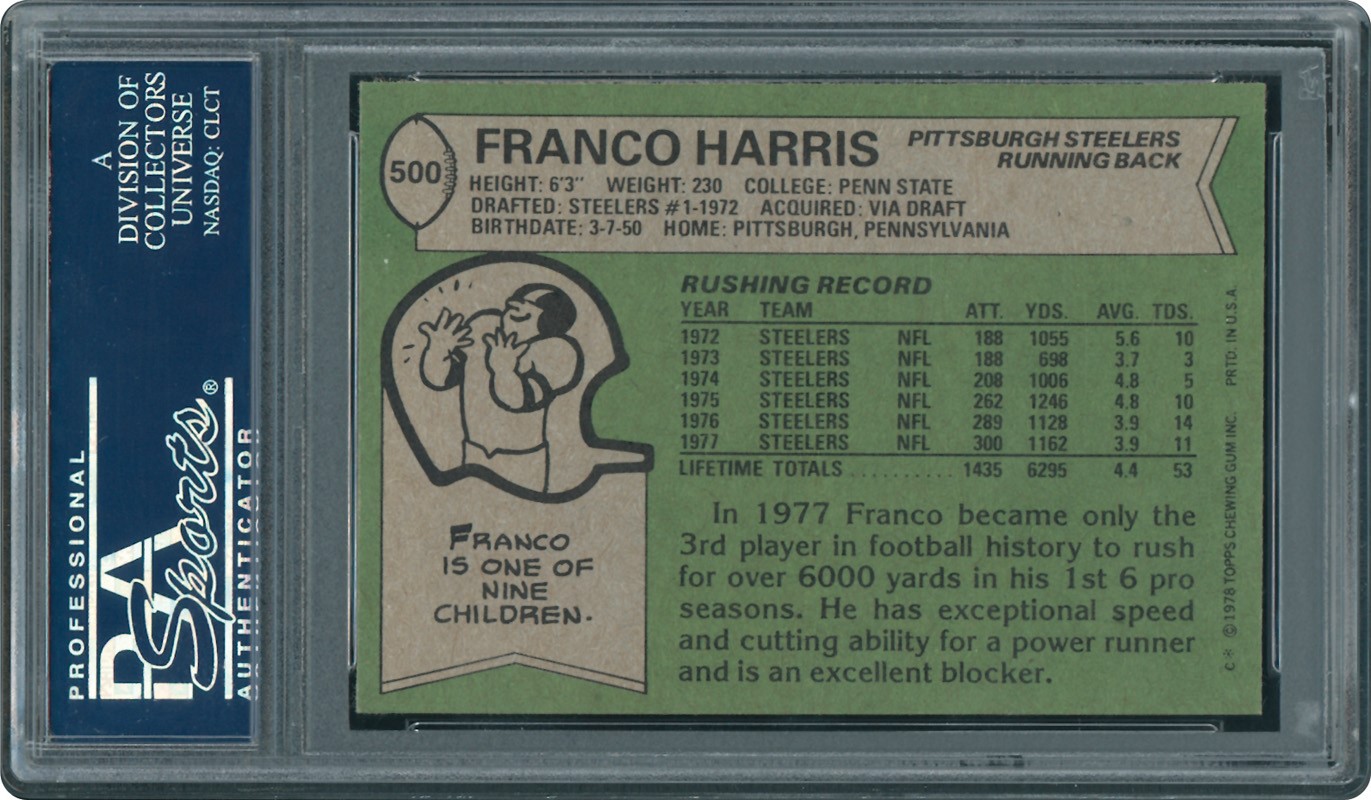 A
DIVISION OF
COLLECTORS
UNIVERSE
NASDAQ: CLCT
PROFESSIONAL
PSA
Sports®
AUTHENTICATOR
500
FRANCO HARRIS
PITTSBURGH STEELERS
RUNNING BACK
HEIGHT: 6'3" WEIGHT: 230 COLLEGE: PENN STATE
DRAFTED: STEELERS #1-1972 ACQUIRED: VIA DRAFT
BIRTHDATE: 3-7-50 HOME: PITTSBURGH, PENNSYLVANIA
FRANCO
IS ONE OF
NINE
CHILDREN.
RUSHING RECORD
YEAR TEAM ATT. YDS. AVG. TDS.
1972 STEELERS NFL 188 1055 5.6 10
1973 STEELERS NFL 188 698 3.7 3
1974 STEELERS NFL 208 1006 4.8 5
1975 STEELERS NFL 262 1246 4.8 10
1976 STEELERS NFL 289 1128 3.9 14
1977 STEELERS NFL 300 1162 3.9 11
LIFETIME TOTALS .......... 1435 6295 4.4 53
In 1977 Franco became only the
3rd player in football history to rush
for over 6000 yards in his 1st 6 pro
seasons. He has exceptional speed
and cutting ability for a power runner
and is an excellent blocker.
C* © 1978 TOPPS CHEWING GUM INC. PRTD. IN U.S.A.